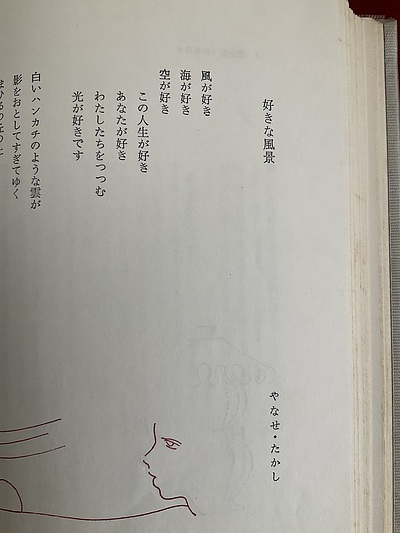 好きな風景
やなせ・たかし
風が好き
海が好き
空が好き
この人生が好き
あなたが好き
わたしたちをつつむ
光が好きです
白いハンカチのような雲が
影をおとしてすぎてゆく